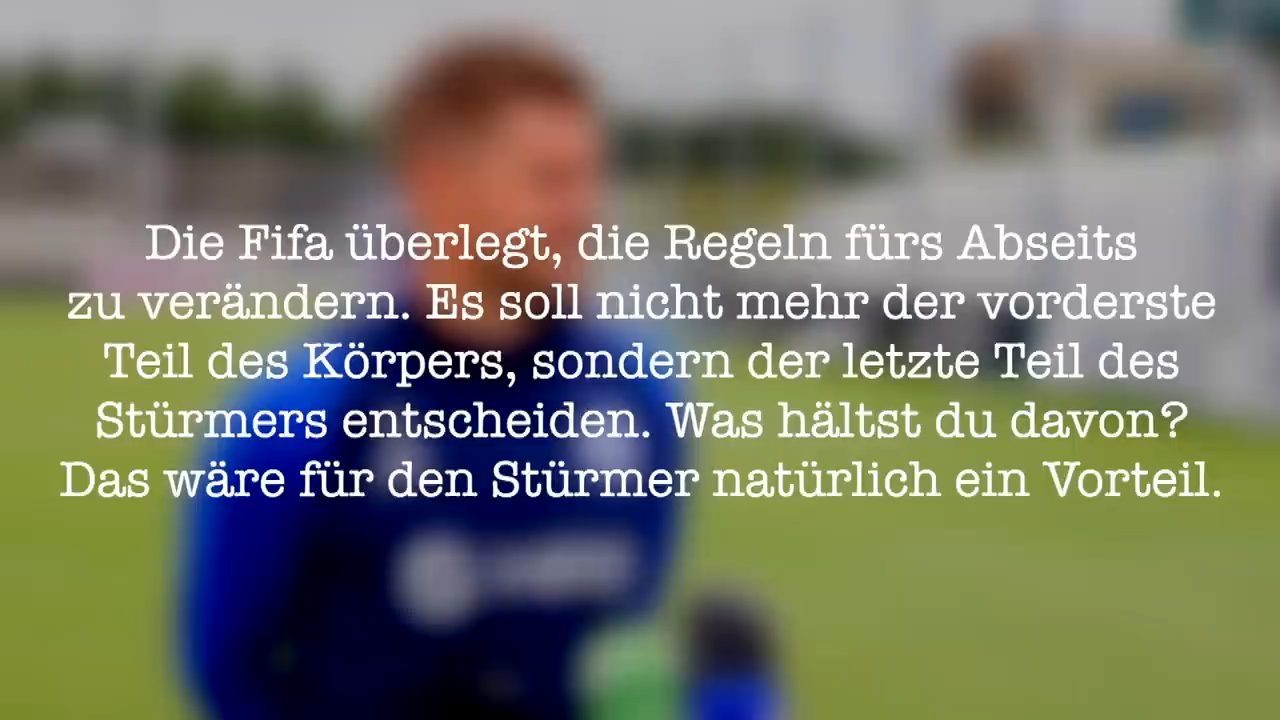 Die Fifa überlegt, die Regeln fürs Abseits
zu verändern. Es soll nicht mehr der vorderste
Teil des Körpers, sondern der letzte Teil des
Stürmers entscheiden. Was hältst du davon?
Das wäre für den Stürmer natürlich ein Vorteil.